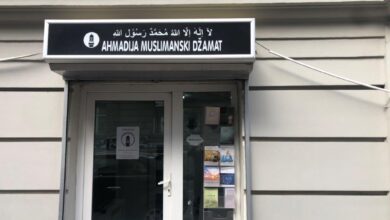 لا إله إلا الله محمد رسول الله
AHMADIJA MUSLIMANSKI DŽAMAT